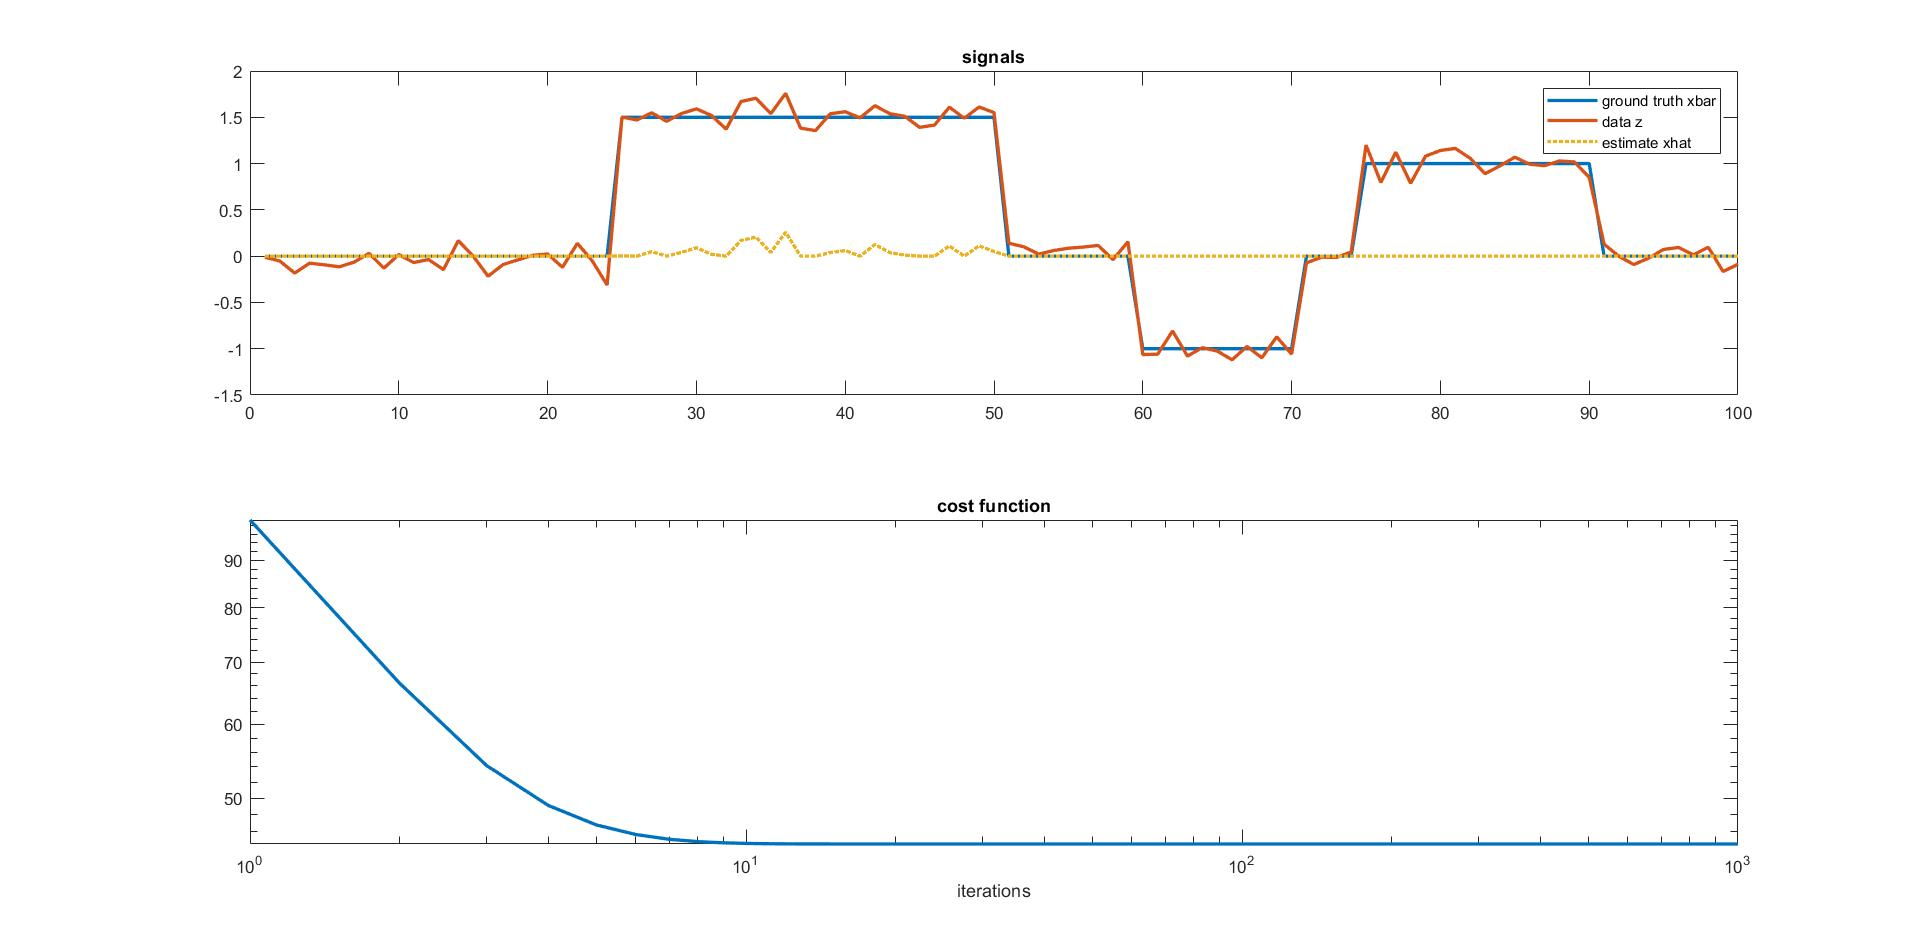 signals
2
1.5
1
0.5
0
-0.5
-1
-1.5
0 10 20 30 40 50 60 70 80 90 100
ground truth xbar
data z
estimate xhat
cost function
90
80
70
60
50
10^0 10^1 10^2 10^3
iterations